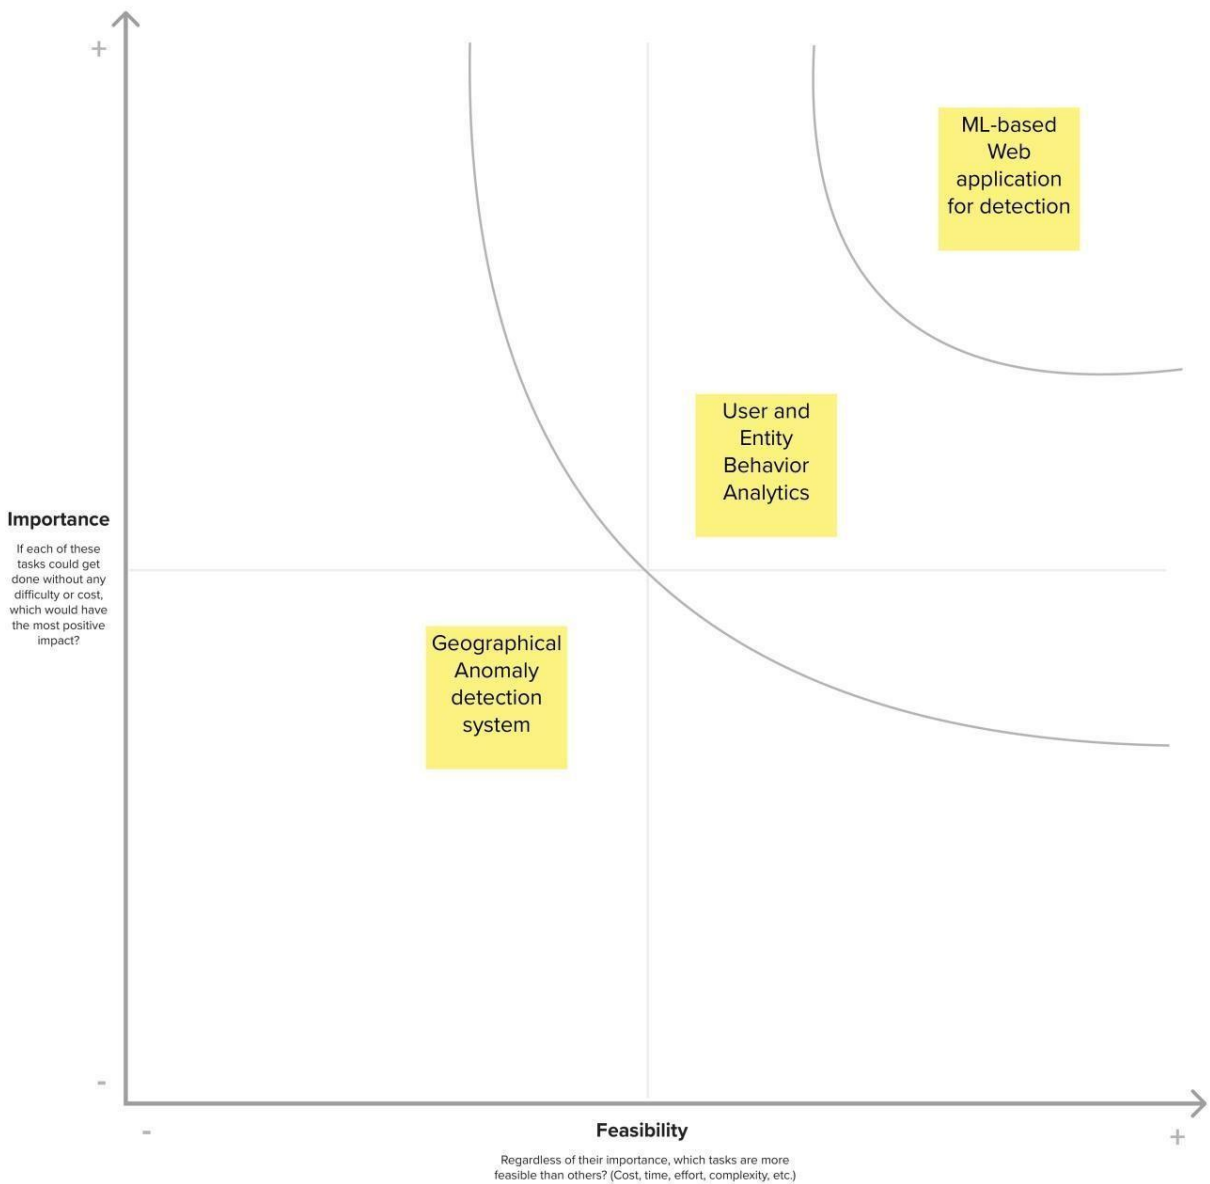 +
ML-based
Web
application
for detection
User and
Entity
Behavior
Analytics
Importance
If each of these
tasks could get
done without any
difficulty or cost,
which would have
the most positive
impact?
Geographical
Anomaly
detection
system
-
-
Feasibility
+
Regardless of their importance, which tasks are more
feasible than others? (Cost, time, effort, complexity, etc.)